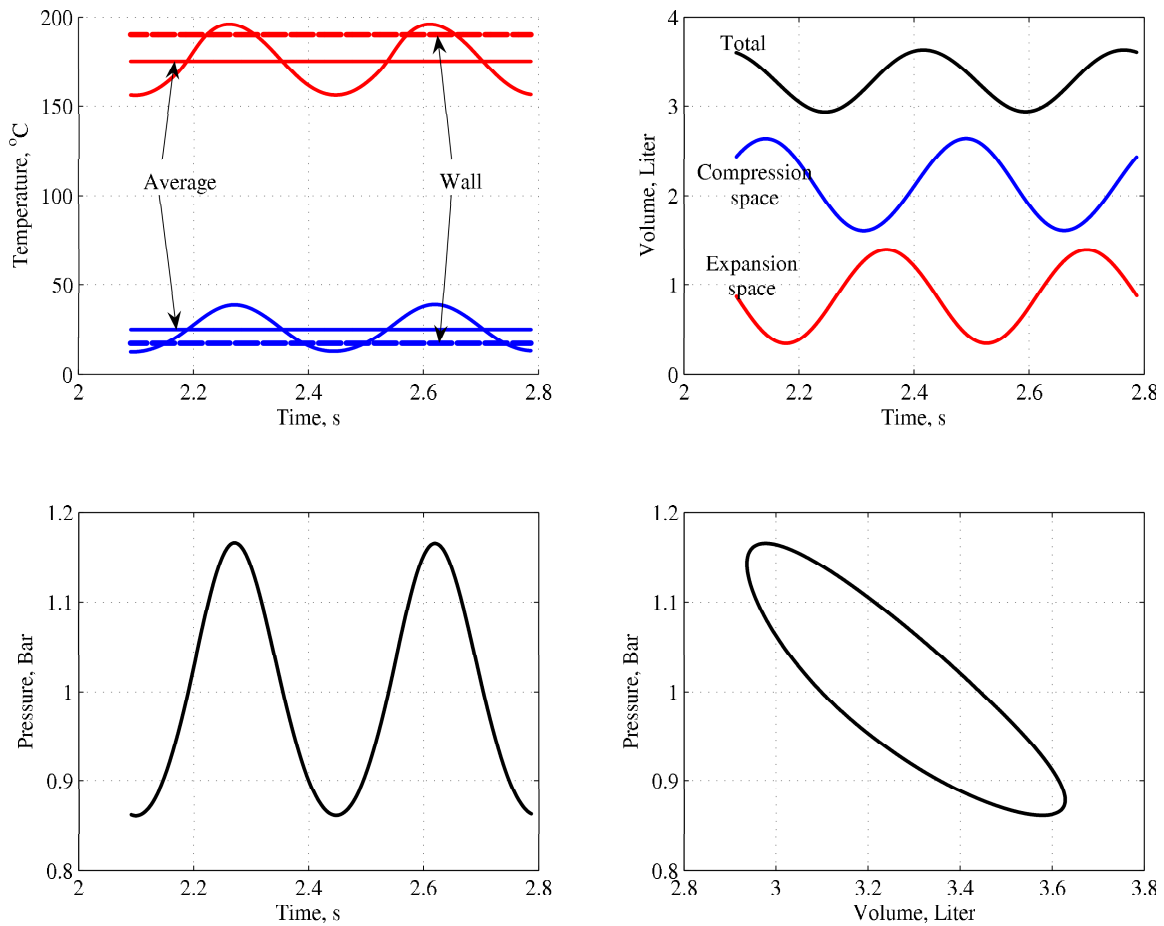 200
150
100
50
0
Temperature, °C
Average
Wall
2
2.2
2.4
2.6
2.8
Time, s
4
3
2
1
0
Volume, Liter
Total
Compression
space
Expansion
space
2
2.2
2.4
2.6
2.8
Time, s
1.2
1.1
1
0.9
0.8
Pressure, Bar
2
2.2
2.4
2.6
2.8
Time, s
1.2
1.1
1
0.9
0.8
Pressure, Bar
2.8
3
3.2
3.4
3.6
3.8
Volume, Liter